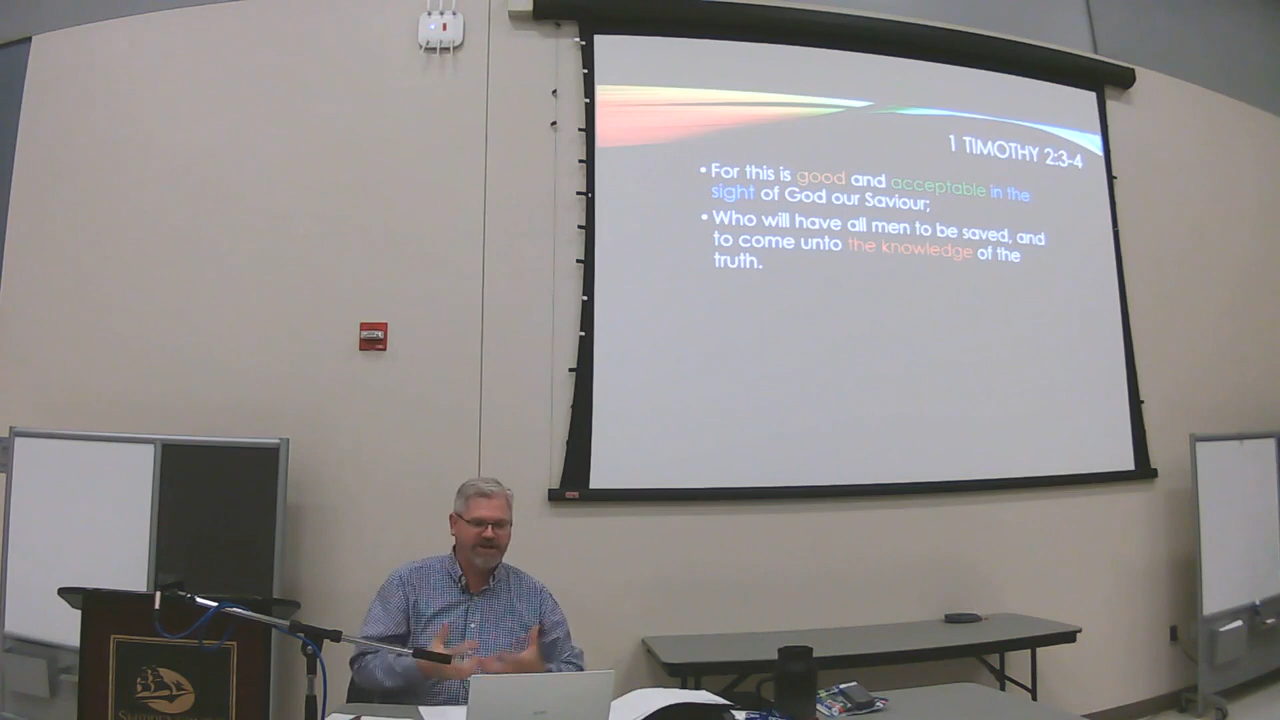 1 TIMOTHY 2:3-4
• For this is good and acceptable in the
sight of God our Saviour;
• Who will have all men to be saved, and
to come unto the knowledge of the
truth.